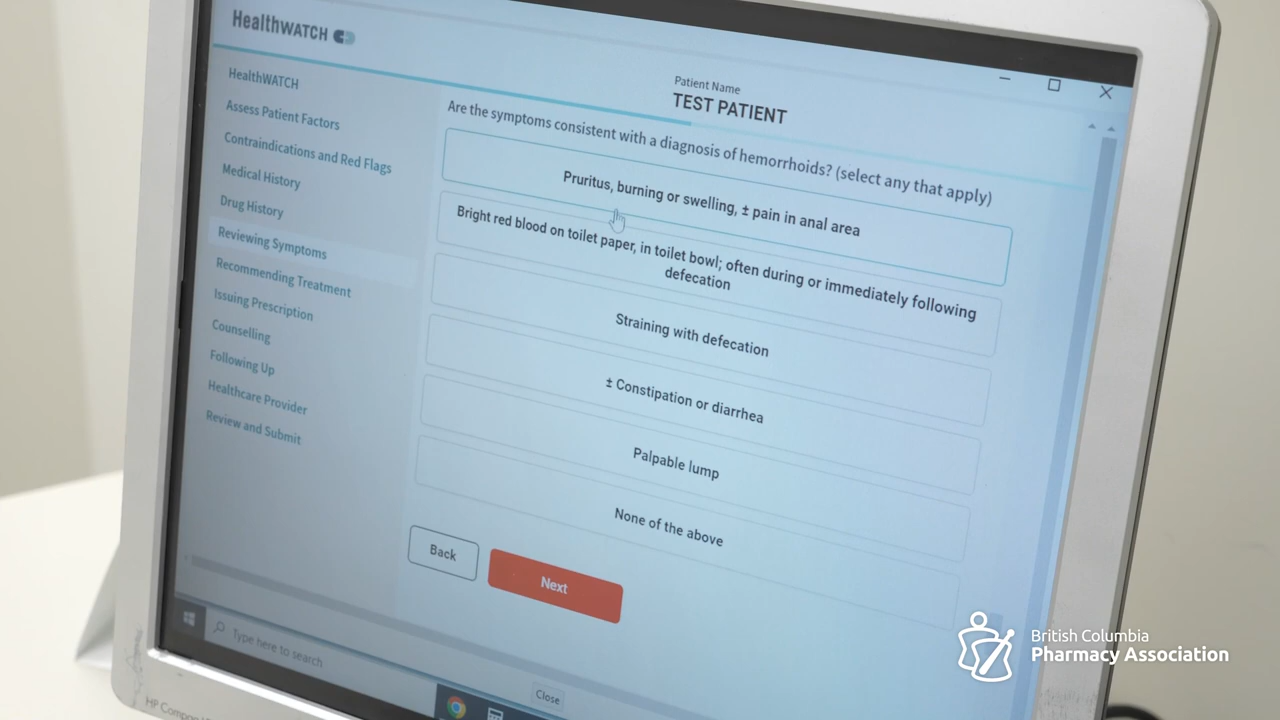 HealthWATCH
HealthWATCH
Assess Patient Factors
Contraindications and Red Flags
Medical History
Drug History
Reviewing Symptoms
Recommending Treatment
Issuing Prescription
Counselling
Following Up
Healthcare Provider
Review and Submit
Patient Name
TEST PATIENT
Are the symptoms consistent with a diagnosis of hemorrhoids? (select any that apply)
Pruritus, burning or swelling, ± pain in anal area
Bright red blood on toilet paper, in toilet bowl; often during or immediately following
defecation
Straining with defecation
± Constipation or diarrhea
Palpable lump
None of the above
Back
Next
Type here to search
Close
HP Compaq
British Columbia
Pharmacy Association